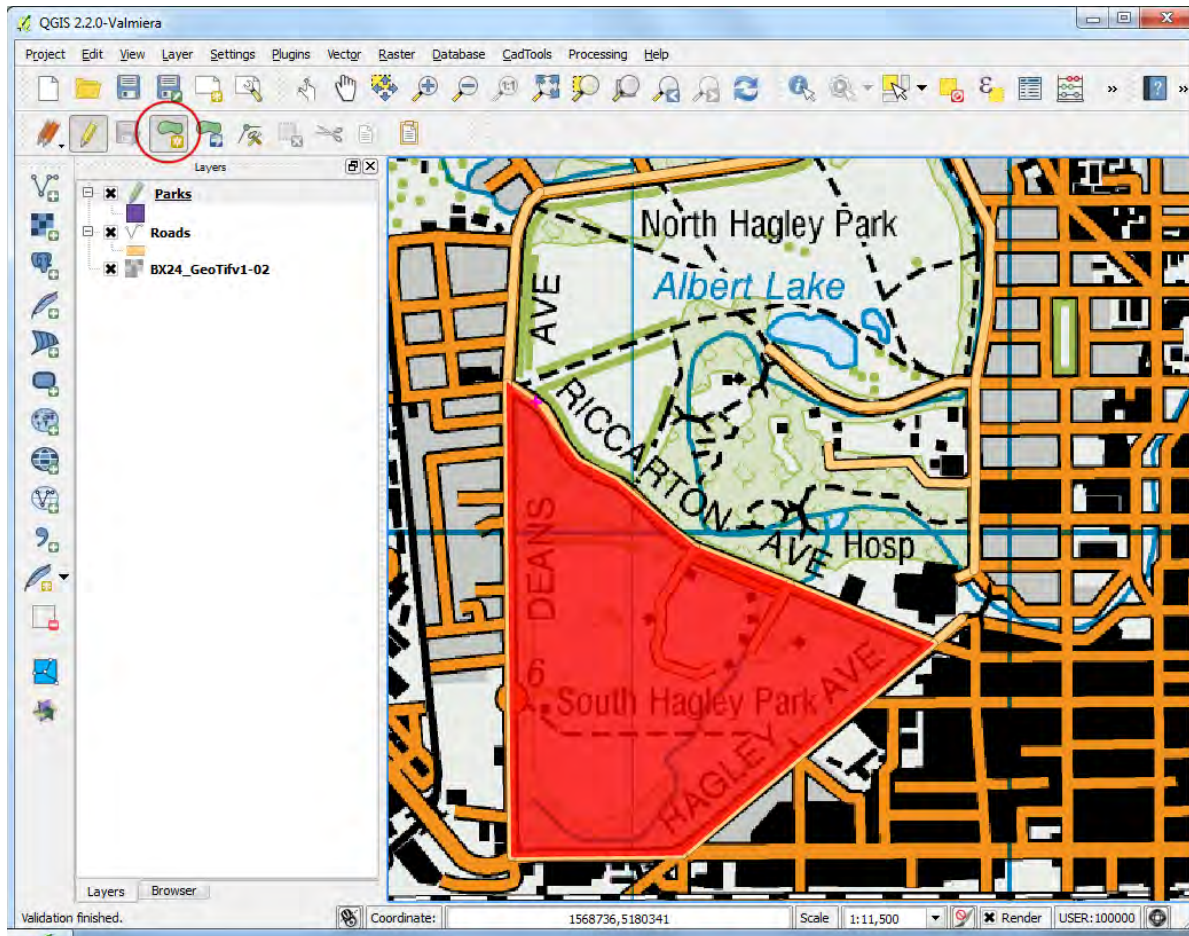 QGIS 2.2.0-Valmiera
Project Edit View Layer Settings Plugins Vector Raster Database CadTools Processing Help
Layers
Parks
Roads
BX24_GeoTifv1-02
North Hagley Park
Albert Lake
AVE
RICCARTON
AVE
Hosp
DEANS
6
South Hagley Park
HAGLEY AVE
Layers Browser
Validation finished.
Coordinate: 1568736,5180341 Scale 1:11,500 Render USER:100000